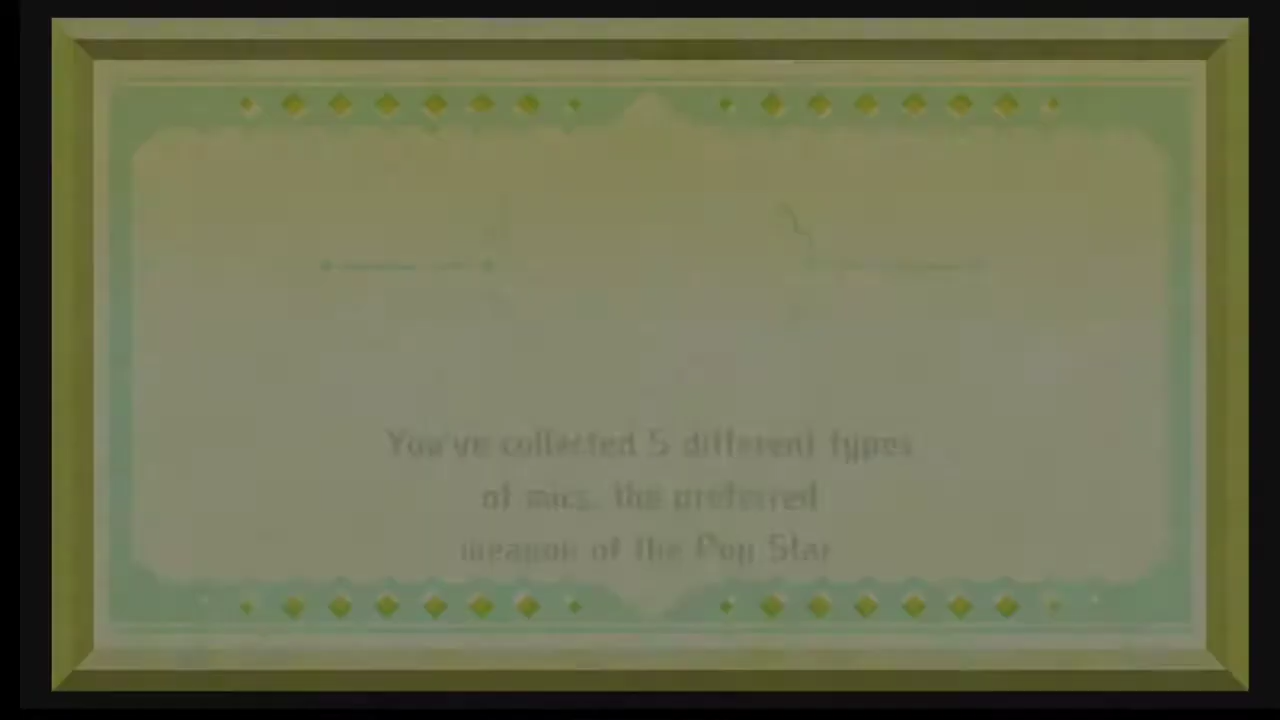 You've collected 5 different types
of mics, the preferred
weapon of the Pop Star